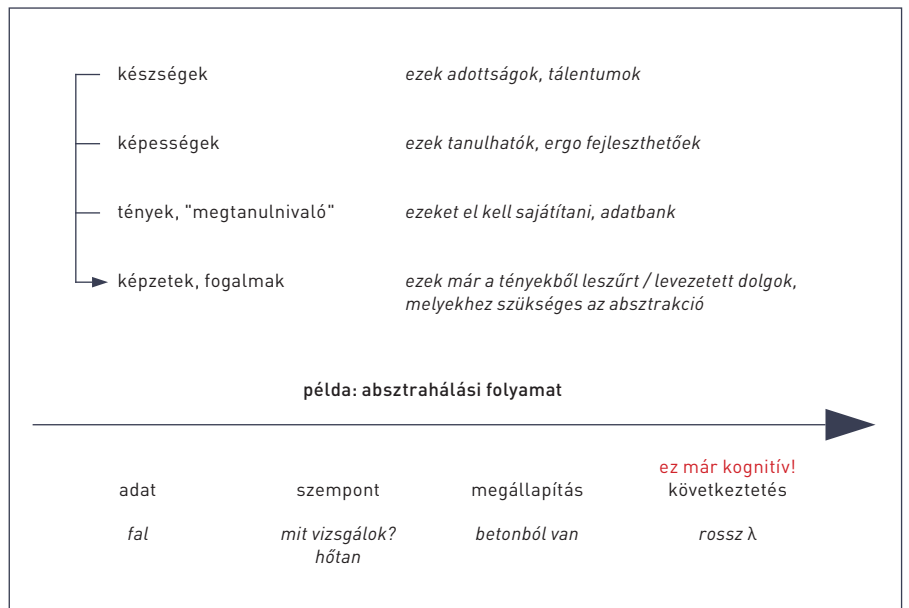 készségek ezek adottságok, tálentumok
képességek ezek tanulhatók, ergo fejleszthetőek
tények, "megtanulnivaló" ezeket el kell sajátítani, adatbank
képzetek, fogalmak ezek már a tényekből leszűrt / levezetett dolgok,
melyekhez szükséges az absztrakció
példa: absztrahálási folyamat
ez már kognitív!
adat szempont megállapítás következtetés
fal mit vizsgálok? betonból van rossz λ
hőtan